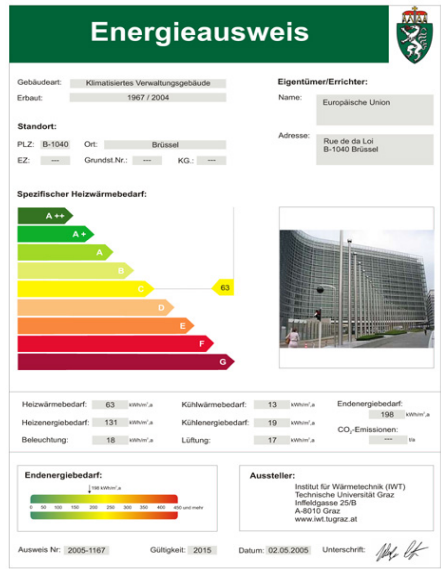 Energieausweis
Gebäudeart: Klimatisiertes Verwaltungsgebäude
Erbaut: 1967 / 2004
Eigentümer/Errichter:
Name: Europäische Union
Adresse: Rue de da Loi
B-1040 Brüssel
Standort:
PLZ: B-1040 Ort: Brüssel
EZ: --- Grundst.Nr.: --- KG.: ---
Spezifischer Heizwärmebedarf:
A ++
A +
A
B
C 63
D
E
F
G
Heizwärmebedarf: 63 kWh/m²,a Kühlwärmebedarf: 13 kWh/m²,a Endenergiebedarf:
198 kWh/m²,a
Heizenergiebedarf: 131 kWh/m²,a Kühlenergiebedarf: 19 kWh/m²,a
CO₂-Emissionen:
Beleuchtung: 18 kWh/m²,a Lüftung: 17 kWh/m²,a --- t/a
Endenergiebedarf:
198 kWh/m²,a
0 50 100 150 200 250 300 350 400 450 und mehr
Aussteller:
Institut für Wärmetechnik (IWT)
Technische Universität Graz
Inffeldgasse 25/B
A-8010 Graz
www.iwt.tugraz.at
Ausweis Nr: 2005-1167 Gültigkeit: 2015 Datum: 02.05.2005 Unterschrift: